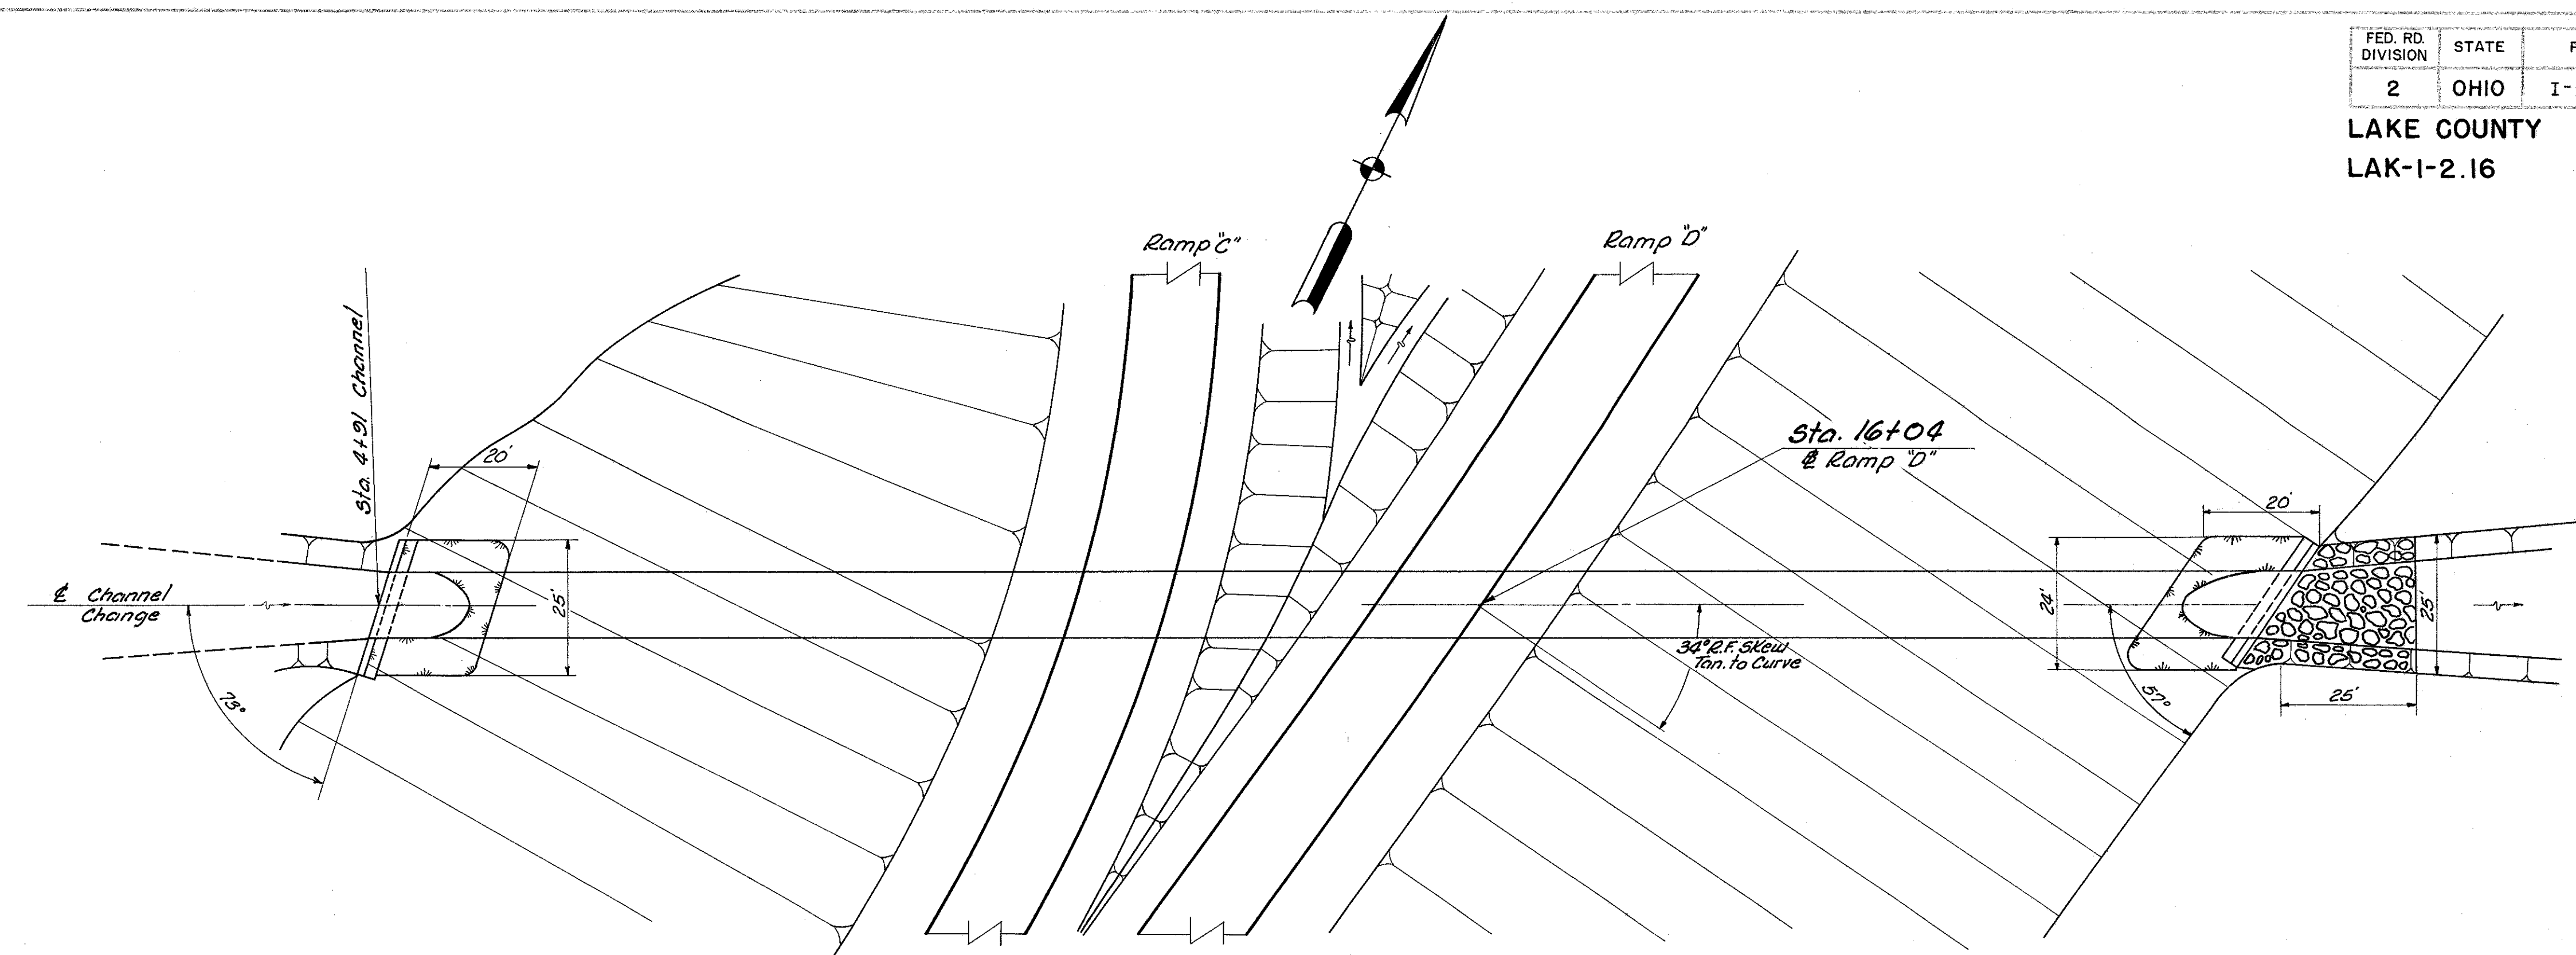 FED. RD. DIVISION
STATE
2
OHIO
I-
LAKE COUNTY
LAK-1-2.16
Ramp "C"
Ramp "D"
Sta. 4+91 Channel
20'
25'
℄ Channel
Change
73°
Sta. 16+04
℄ Ramp "D"
34° R.F. Skew
Tan. to Curve
20'
24'
25'
57°
25'